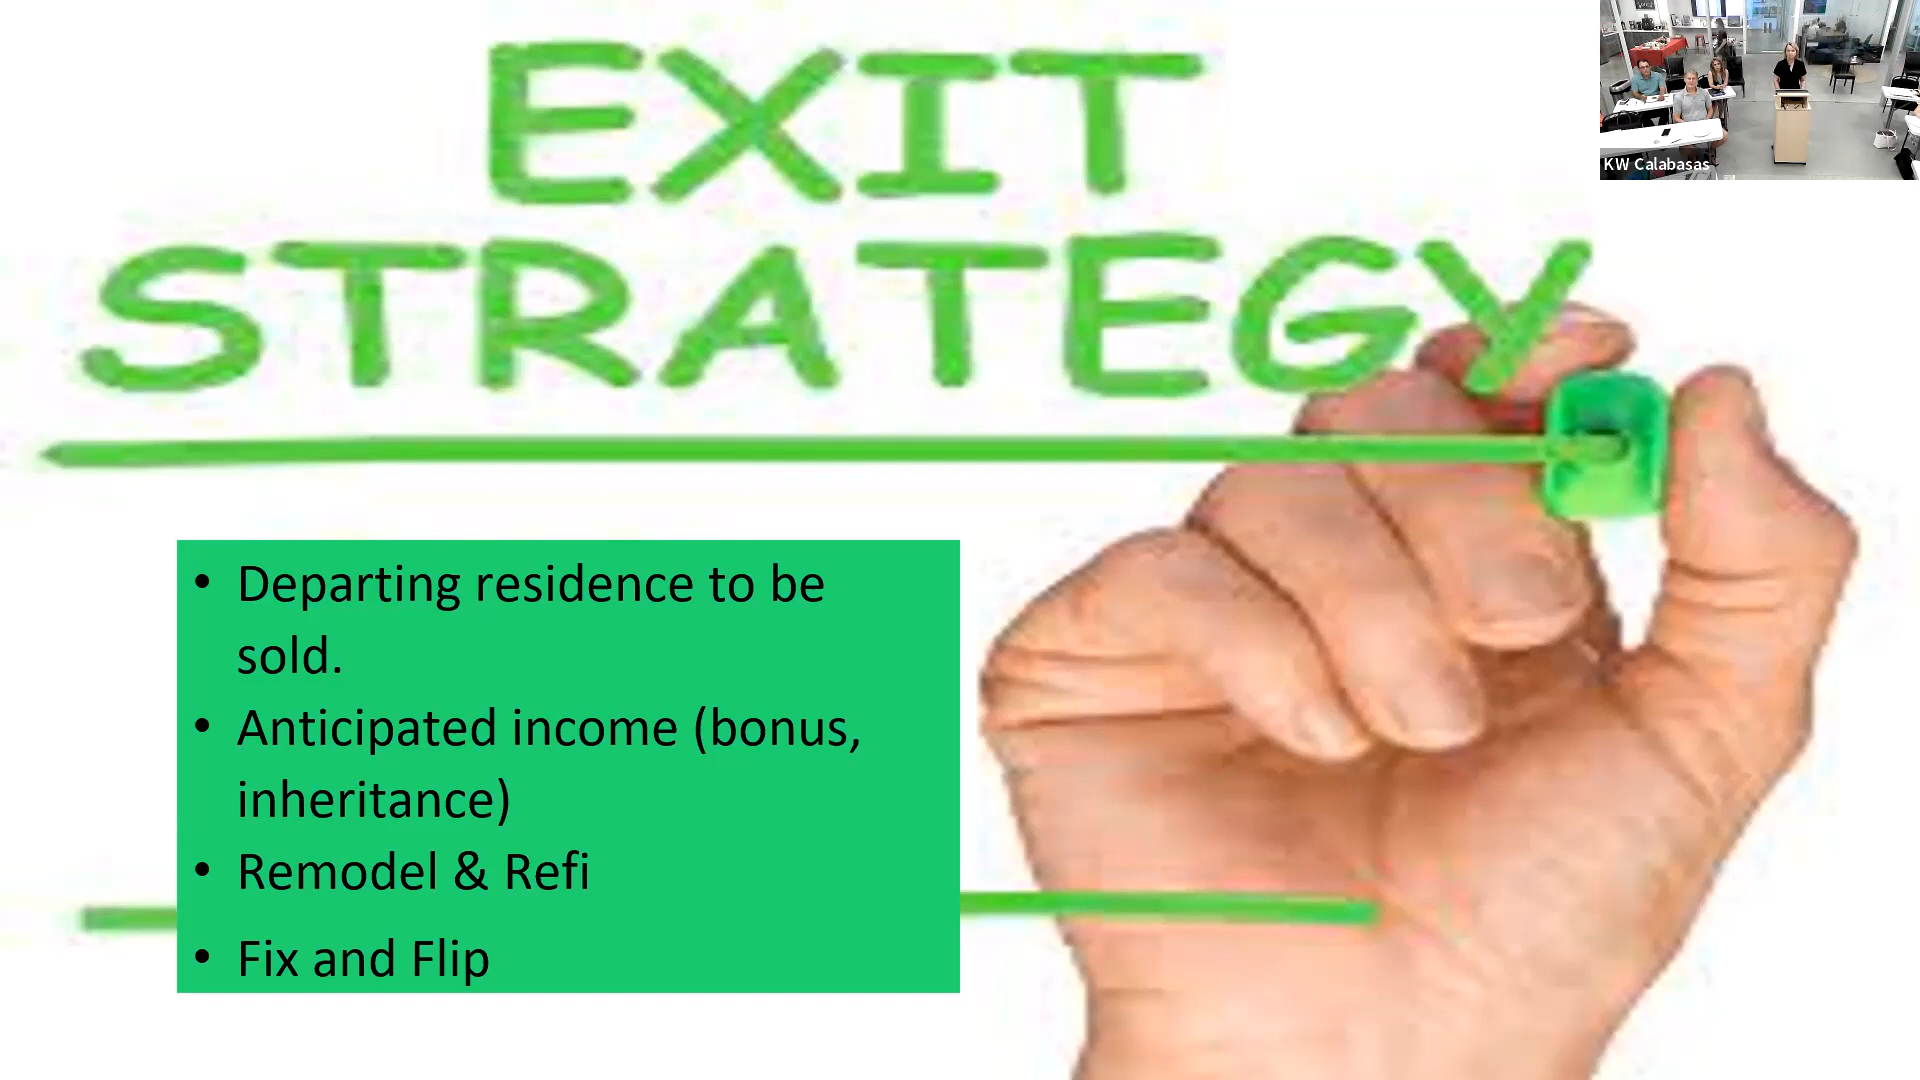 EXIT
STRATEGY
KW Calabasas
• Departing residence to be
sold.
• Anticipated income (bonus,
inheritance)
• Remodel & Refi
• Fix and Flip